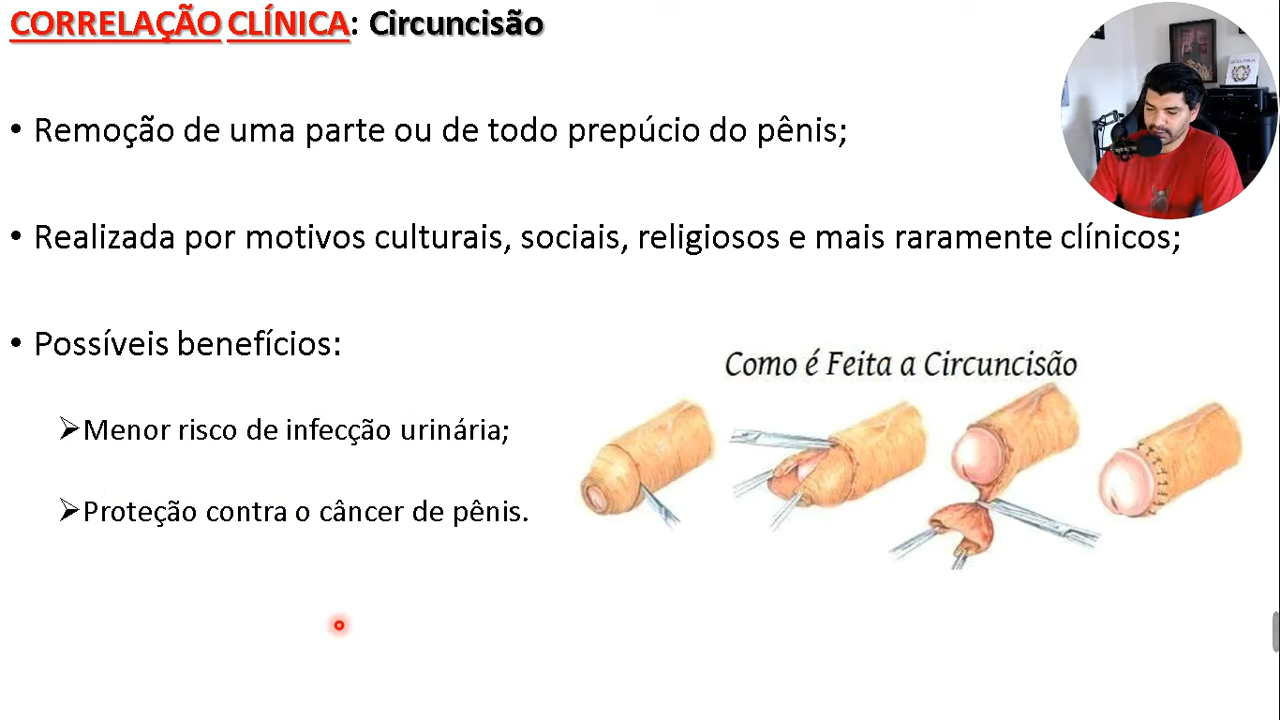 CORRELAÇÃO CLÍNICA: Circuncisão
• Remoção de uma parte ou de todo prepúcio do pênis;
• Realizada por motivos culturais, sociais, religiosos e mais raramente clínicos;
• Possíveis benefícios:
Como é Feita a Circuncisão
➢Menor risco de infecção urinária;
➢Proteção contra o câncer de pênis.